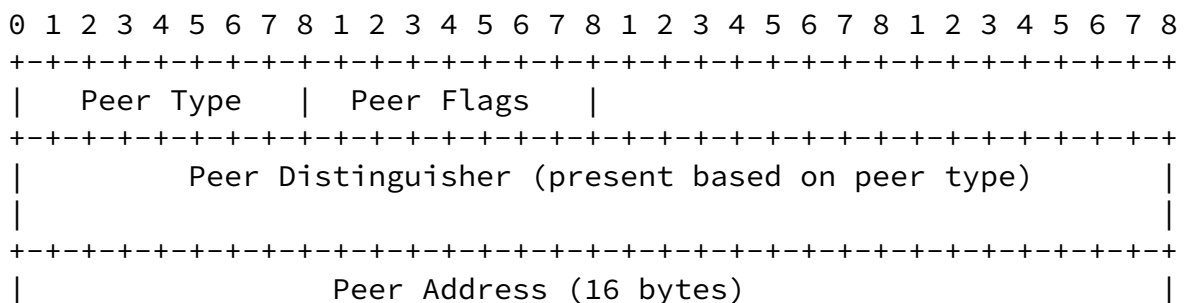 0 1 2 3 4 5 6 7 8 1 2 3 4 5 6 7 8 1 2 3 4 5 6 7 8 1 2 3 4 5 6 7 8
+-+-+-+-+-+-+-+-+-+-+-+-+-+-+-+-+-+-+-+-+-+-+-+-+-+-+-+-+-+-+-+-+
|   Peer Type   |  Peer Flags   |
+-+-+-+-+-+-+-+-+-+-+-+-+-+-+-+-+-+-+-+-+-+-+-+-+-+-+-+-+-+-+-+-+
|         Peer Distinguisher (present based on peer type)       |
|                                                               |
+-+-+-+-+-+-+-+-+-+-+-+-+-+-+-+-+-+-+-+-+-+-+-+-+-+-+-+-+-+-+-+-+
|                 Peer Address (16 bytes)                       |